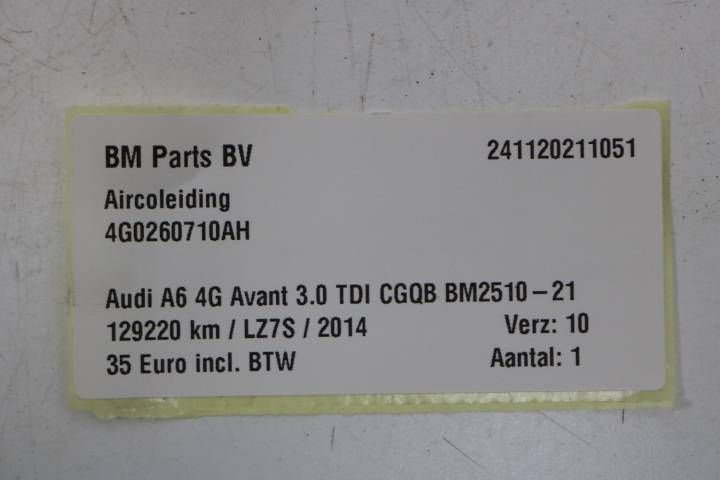 BM Parts BV 241120211051
Aircoleiding
4G0260710AH
Audi A6 4G Avant 3.0 TDI CGQB BM2510-21
129220 km / LZ7S / 2014 Verz: 10
35 Euro incl. BTW Aantal: 1